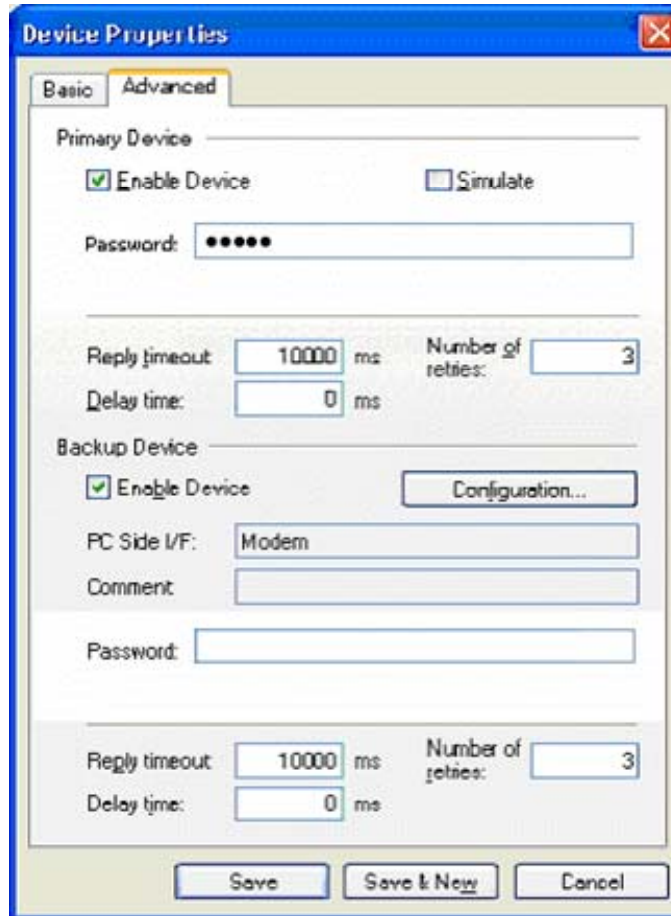 Device Properties
Basic Advanced
Primary Device
Enable Device Simulate
Password: •••••
Reply timeout 10000 ms Number of retries: 3
Delay time: 0 ms
Backup Device
Enable Device Configuration...
PC Side I/F: Modem
Comment
Password:
Reply timeout 10000 ms Number of retries: 3
Delay time: 0 ms
Save Save & New Cancel